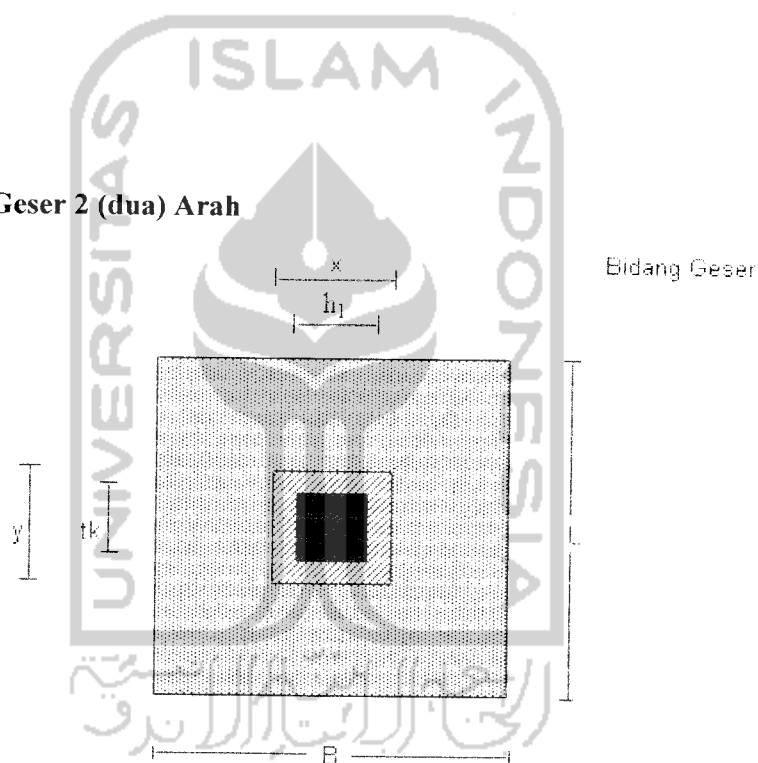 UNIVERSITAS ISLAM INDONESIA
Geser 2 (dua) Arah
x
Bidang Geser
h1
y
tk
B